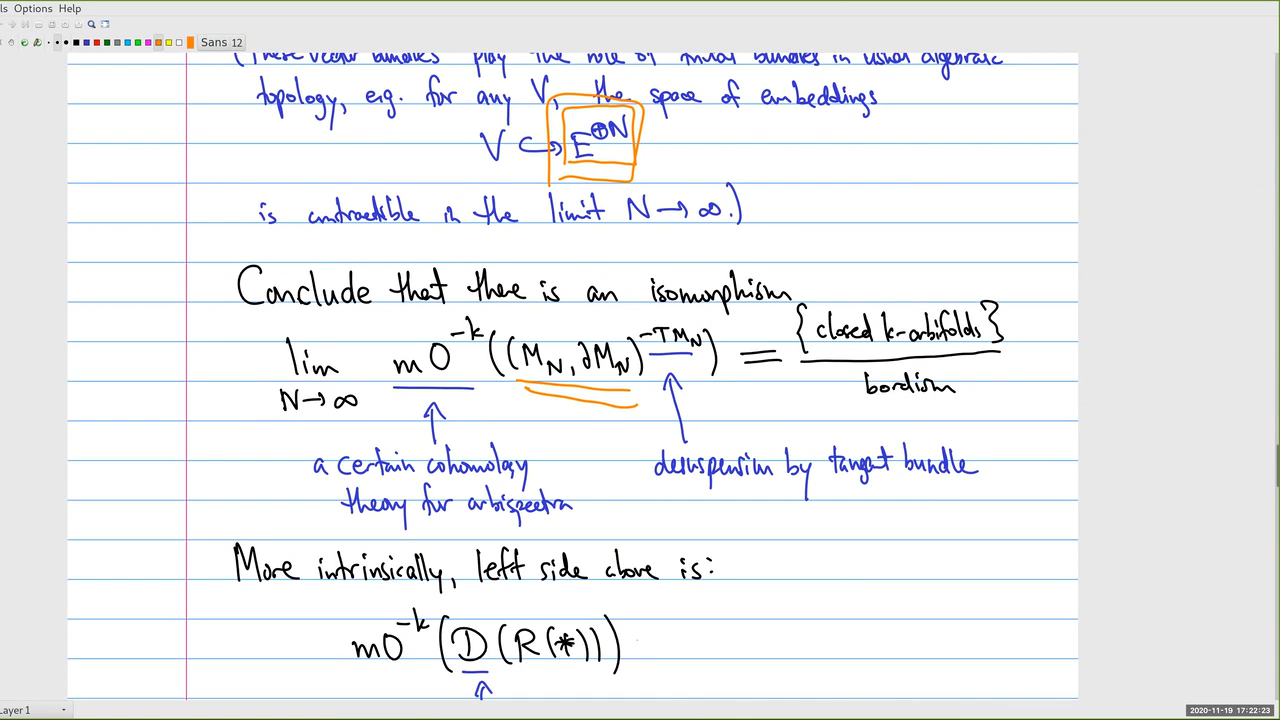 ls Options Help
Sans 12
(These vector bundles play the role of trivial bundles in usual algebraic
topology, e.g. for any V, the space of embeddings
V ↪ E^{⊕N}
is contractible in the limit N → ∞.)
Conclude that there is an isomorphism
lim_{N→∞} mO^{-k}((M_N, ∂M_N)^{-TM_N}) = {closed k-orbifolds} / bordism
a certain cohomology
theory for orbispectra
desuspension by tangent bundle
More intrinsically, left side above is:
mO^{-k}(D(R(*)))
Layer 1
2020-11-19 17:22:23